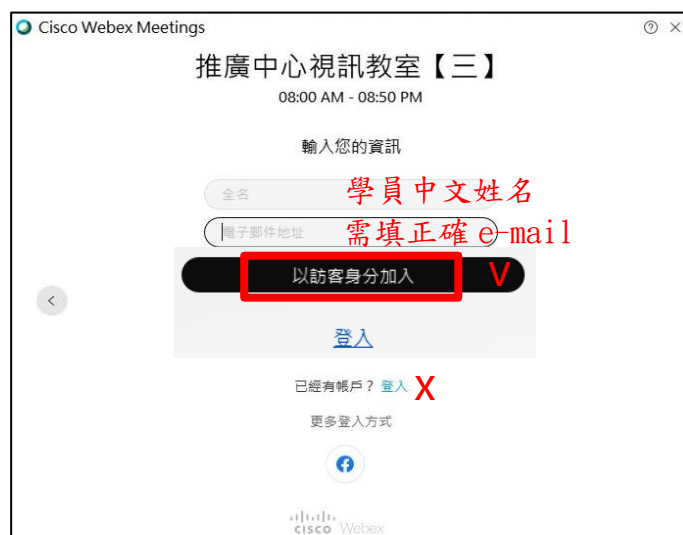 Cisco Webex Meetings
推廣中心視訊教室【三】
08:00 AM - 08:50 PM
輸入您的資訊
全名 學員中文姓名
電子郵件地址 需填正確 e-mail
以訪客身分加入 V
登入
已經有帳戶？ 登入 X
更多登入方式
cisco Webex